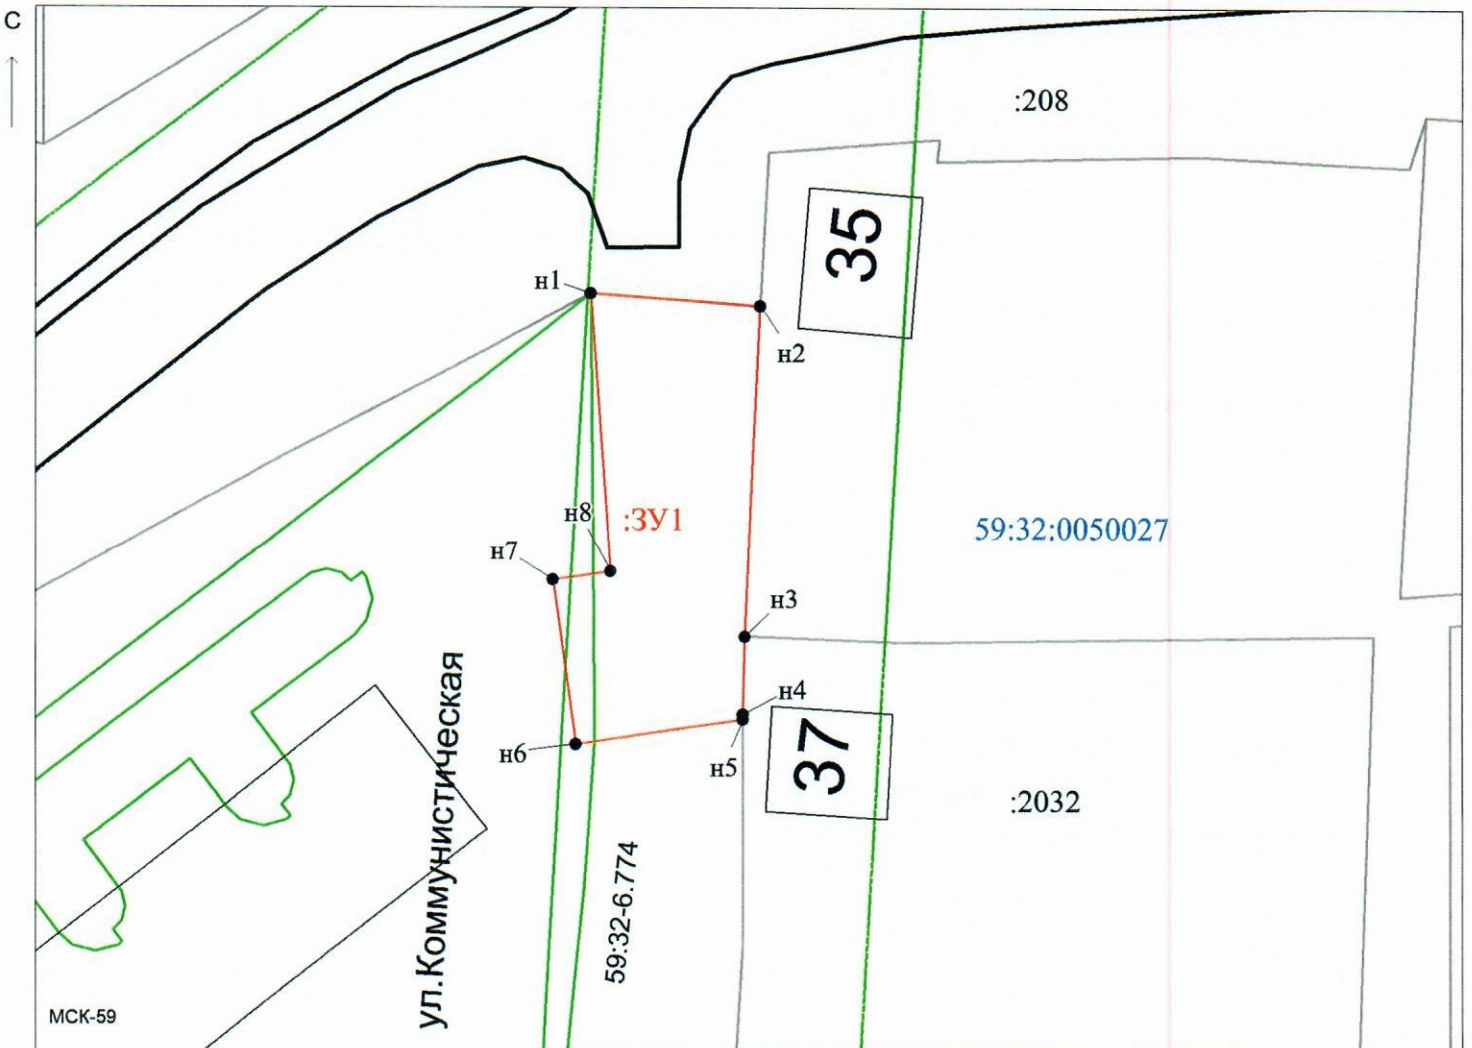 С
:208
35
н1
н2
н8
:ЗУ1
59:32:0050027
н7
н3
н4
н5
н6
37
:2032
ул.Коммунистическая
59:32-6.774
МСК-59